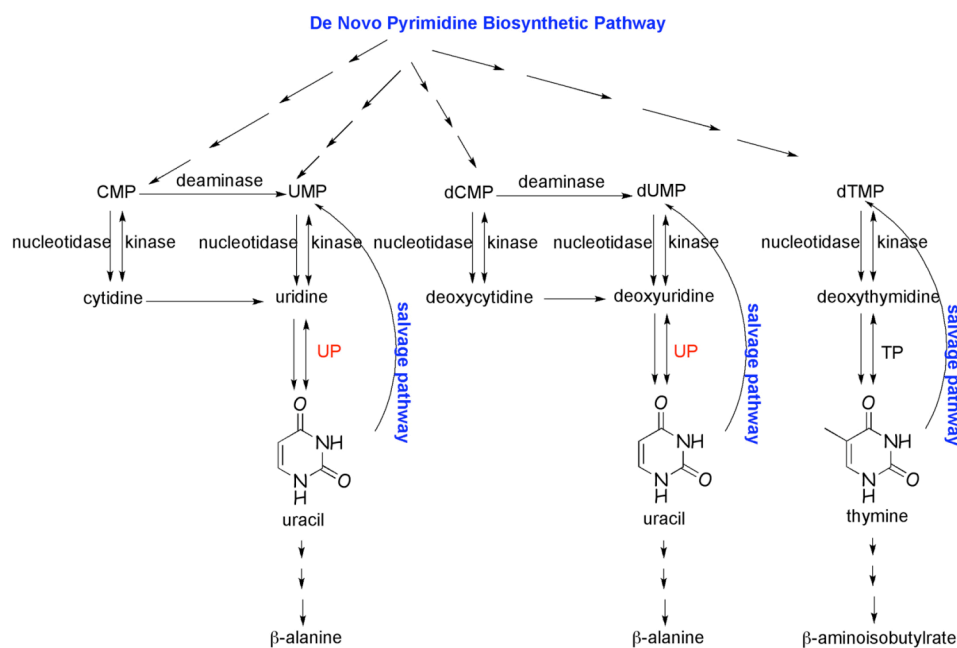 De Novo Pyrimidine Biosynthetic Pathway
CMP deaminase UMP dCMP deaminase dUMP dTMP
nucleotidase kinase nucleotidase kinase nucleotidase kinase nucleotidase kinase nucleotidase kinase
cytidine uridine deoxycytidine deoxyuridine deoxythymidine
salvage pathway salvage pathway salvage pathway
UP UP TP
O O O
NH NH NH
N O N O N O
H H H
uracil uracil thymine
β-alanine β-alanine β-aminoisobutylrate